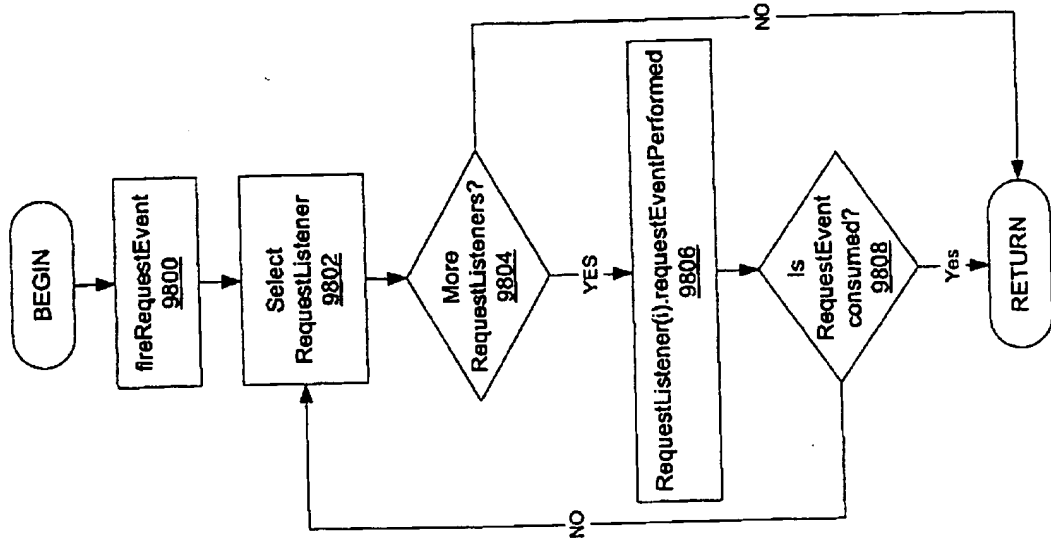 BEGIN
fireRequestEvent
9800
Select
RequestListener
9802
More
RequestListeners?
9804
YES
NO
RequestListener(i).requestEventPerformed
9806
Is
RequestEvent
consumed?
9808
NO
Yes
RETURN